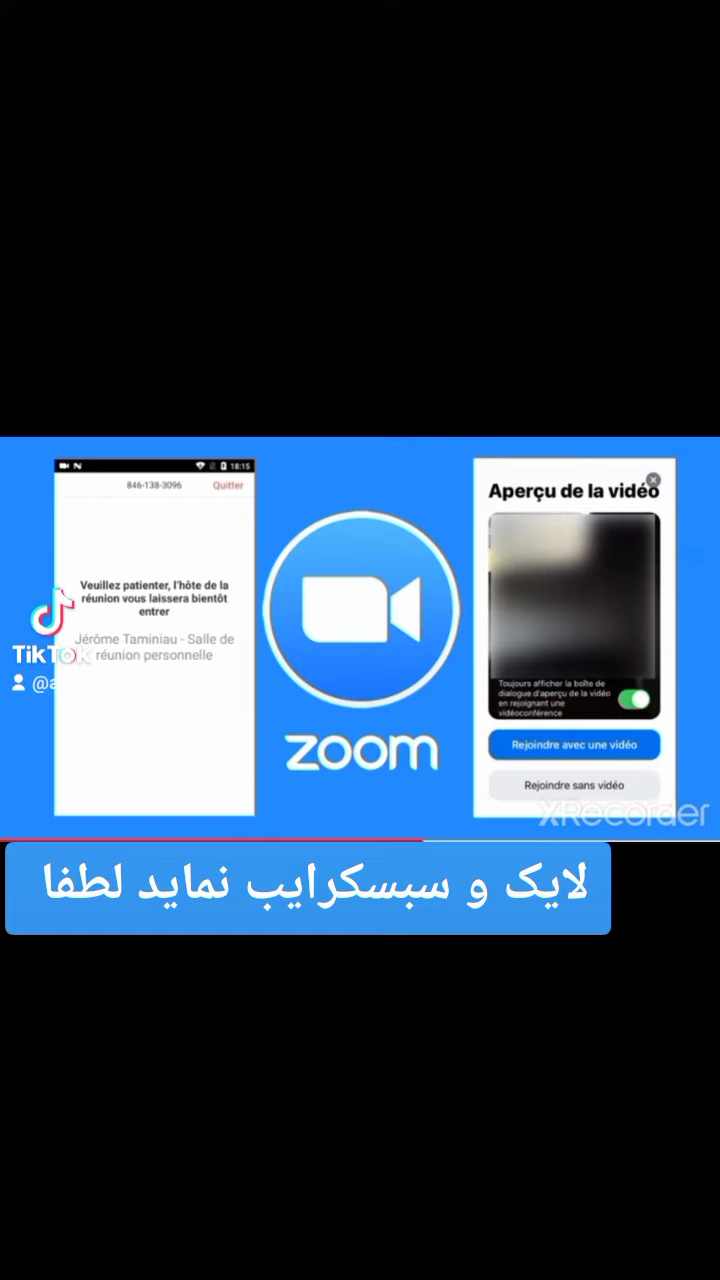 18:15
846-138-3096 Quitter
Veuillez patienter, l'hôte de la
réunion vous laissera bientôt
entrer
Jérôme Taminiau - Salle de
réunion personnelle
TikTok
zoom
Aperçu de la vidéo
Toujours afficher la boîte de
dialogue d'aperçu de la vidéo
en rejoignant une
vidéoconférence
Rejoindre avec une vidéo
Rejoindre sans vidéo
XRecorder
لایک و سبسکرایب نماید لطفا